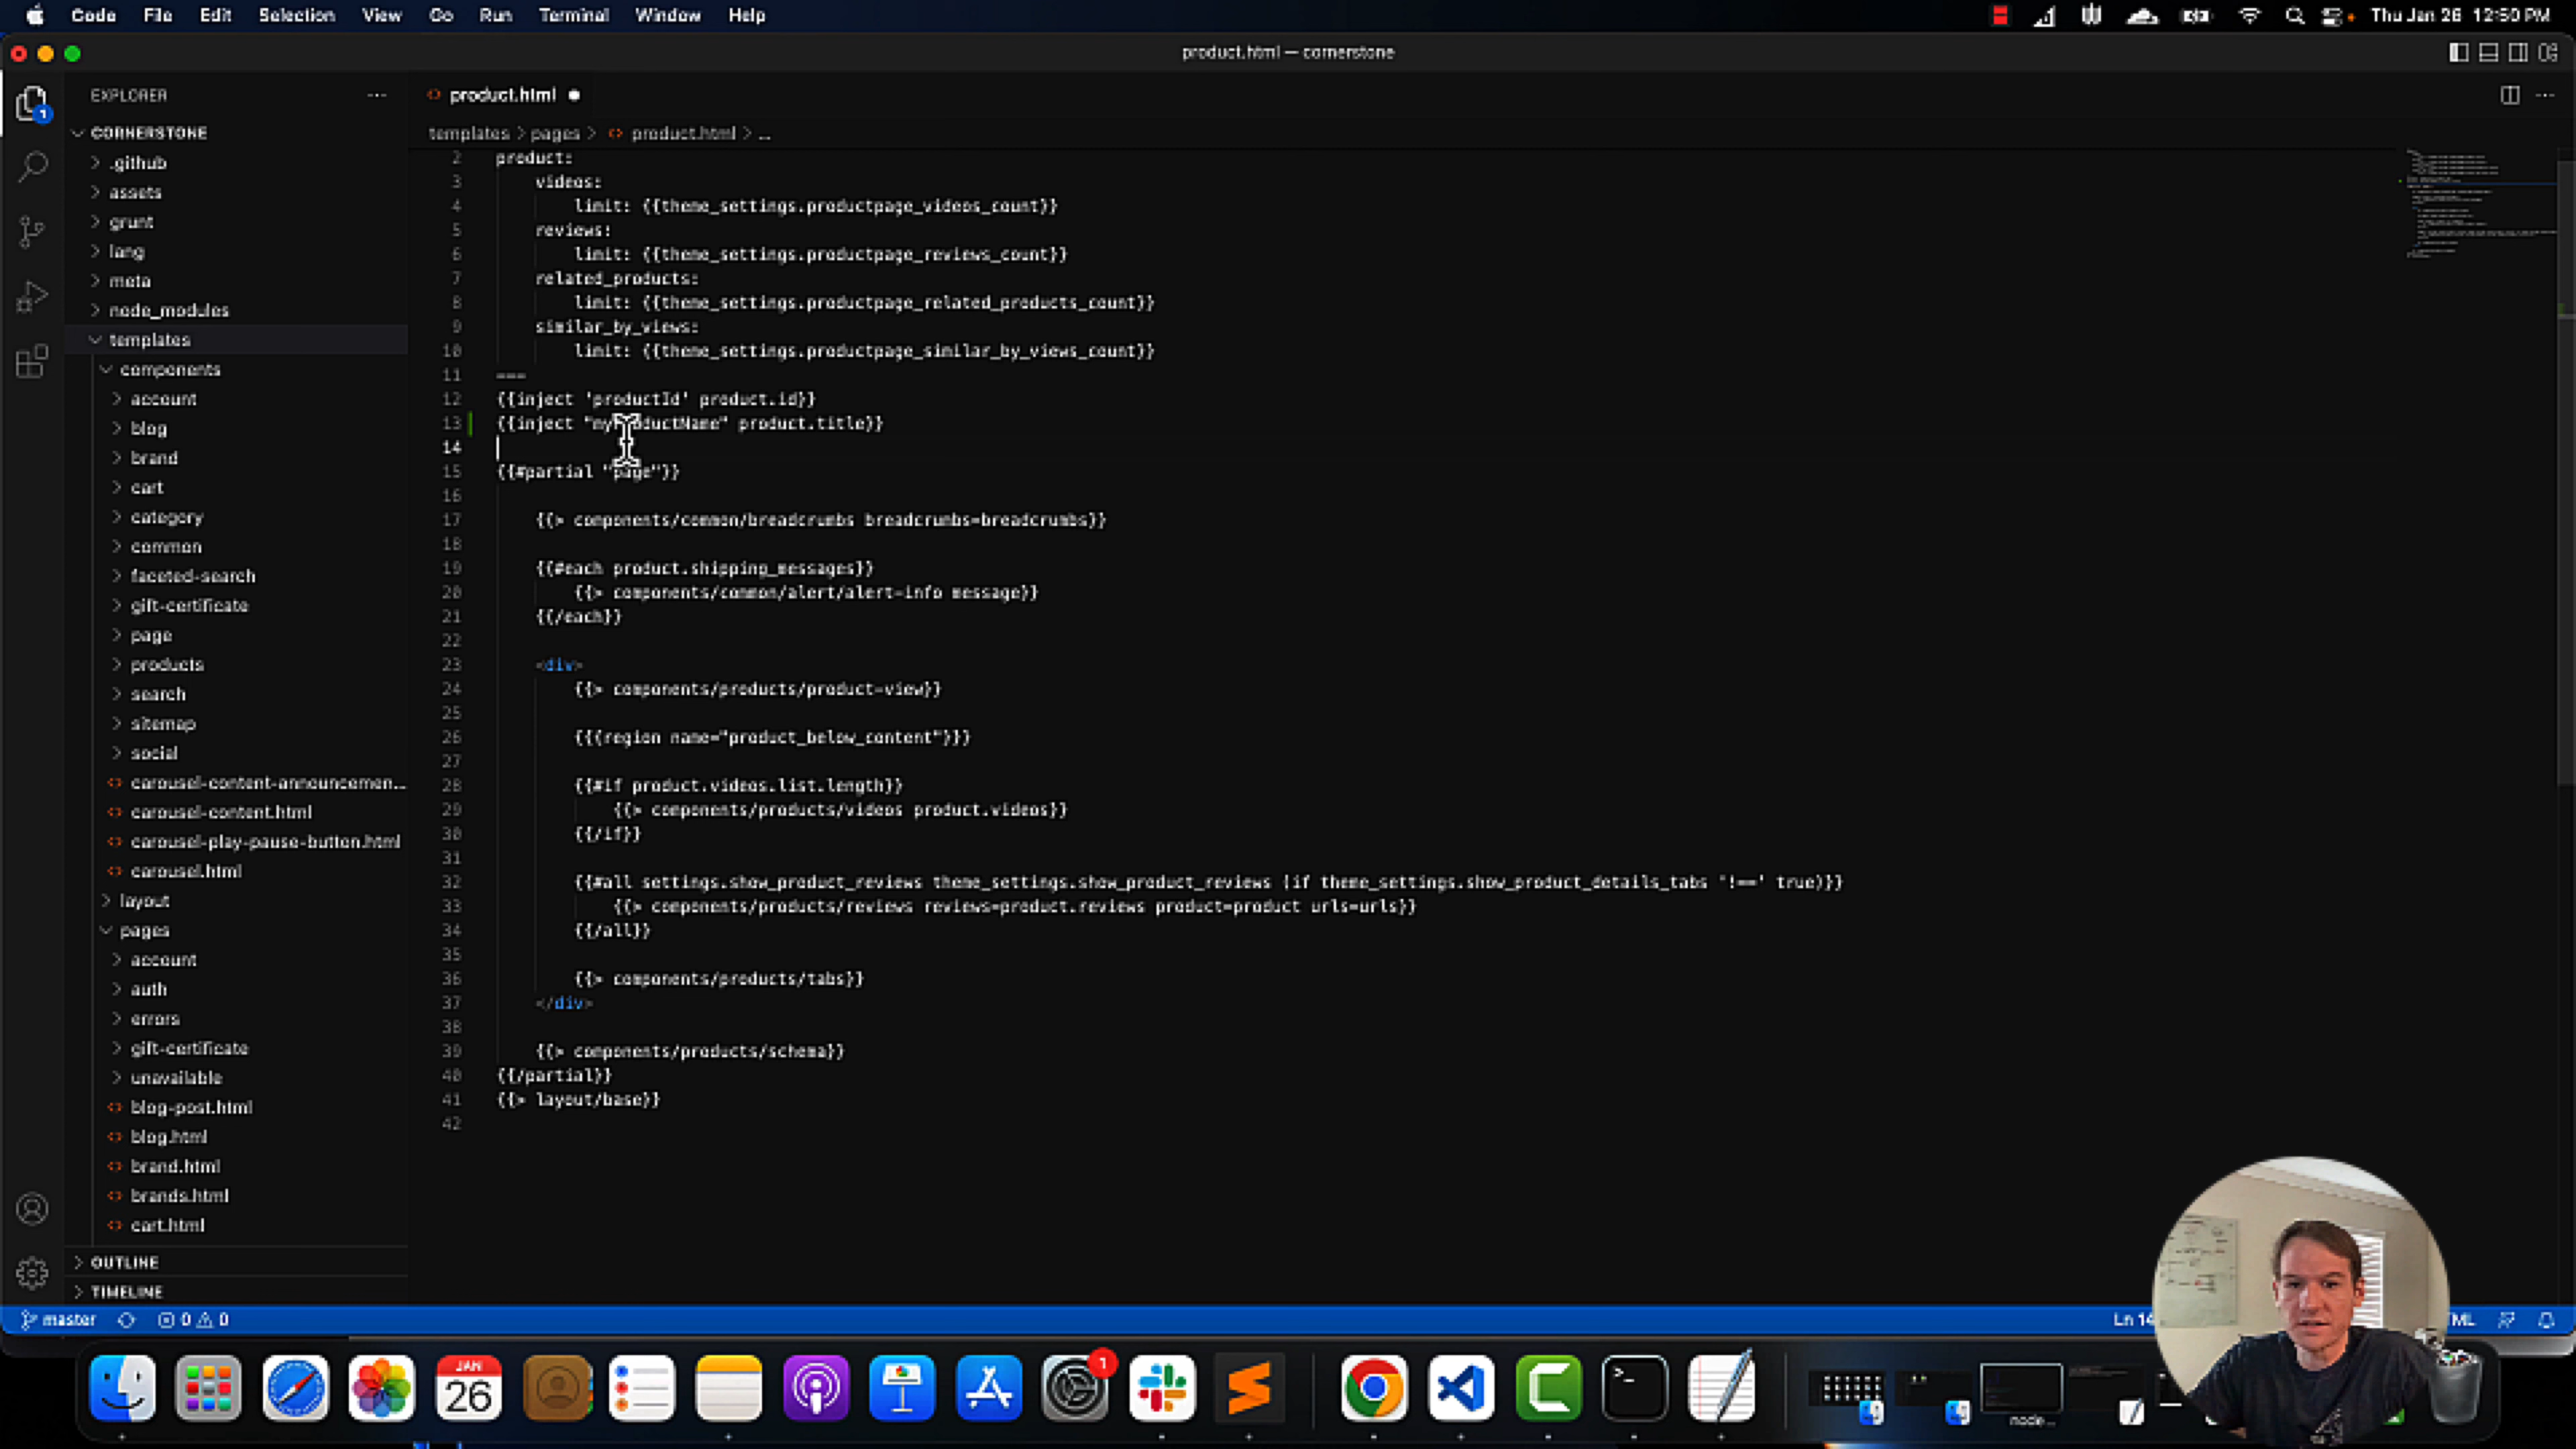 Code File Edit Selection View Go Run Terminal Window Help
Thu Jan 26 12:50 PM
product.html — cornerstone
EXPLORER
product.html
CORNERSTONE
templates > pages > product.html > ...
.github
assets
grunt
lang
meta
node_modules
templates
components
account
blog
brand
cart
category
common
faceted-search
gift-certificate
page
products
search
sitemap
social
carousel-content-announcemen...
carousel-content.html
carousel-play-pause-button.html
carousel.html
layout
pages
account
auth
errors
gift-certificate
unavailable
blog-post.html
blog.html
brand.html
brands.html
cart.html
OUTLINE
TIMELINE
2 product:
3 videos:
4 limit: {{theme_settings.productpage_videos_count}}
5 reviews:
6 limit: {{theme_settings.productpage_reviews_count}}
7 related_products:
8 limit: {{theme_settings.productpage_related_products_count}}
9 similar_by_views:
10 limit: {{theme_settings.productpage_similar_by_views_count}}
11 ---
12 {{inject 'productId' product.id}}
13 {{inject "myProductName" product.title}}
14
15 {{#partial "page"}}
16
17 {{> components/common/breadcrumbs breadcrumbs=breadcrumbs}}
18
19 {{#each product.shipping_messages}}
20 {{> components/common/alert/alert-info message}}
21 {{/each}}
22
23 <div>
24 {{> components/products/product-view}}
25
26 {{{region name="product_below_content"}}}
27
28 {{#if product.videos.list.length}}
29 {{> components/products/videos product.videos}}
30 {{/if}}
31
32 {{#all settings.show_product_reviews theme_settings.show_product_reviews (if theme_settings.show_product_details_tabs '!==' true)}}
33 {{> components/products/reviews reviews=product.reviews product=product urls=urls}}
34 {{/all}}
35
36 {{> components/products/tabs}}
37 </div>
38
39 {{> components/products/schema}}
40 {{/partial}}
41 {{> layout/base}}
42
master 0 0
Ln 14
JAN
26
1
node...